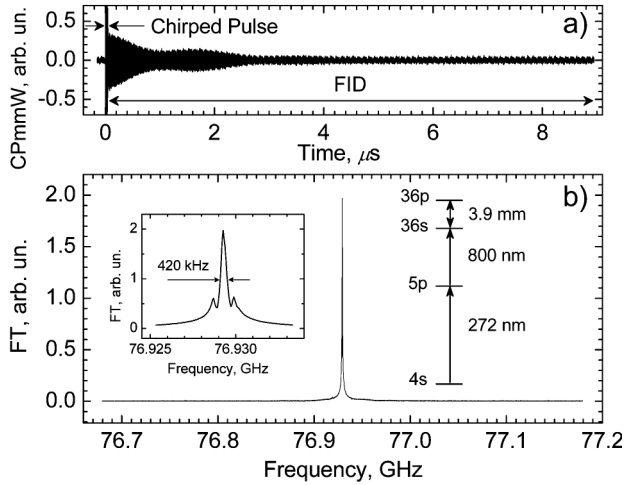 Chirped Pulse
a)
CPmmW, arb. un.
0.5
0.0
-0.5
FID
0 2 4 6 8
Time, μs
b)
FT, arb. un.
2.0
1.5
1.0
0.5
0.0
76.7 76.8 76.9 77.0 77.1 77.2
Frequency, GHz
FT, arb. un.
2
1
0
420 kHz
76.925 76.930
Frequency, GHz
36p
3.9 mm
36s
800 nm
5p
272 nm
4s